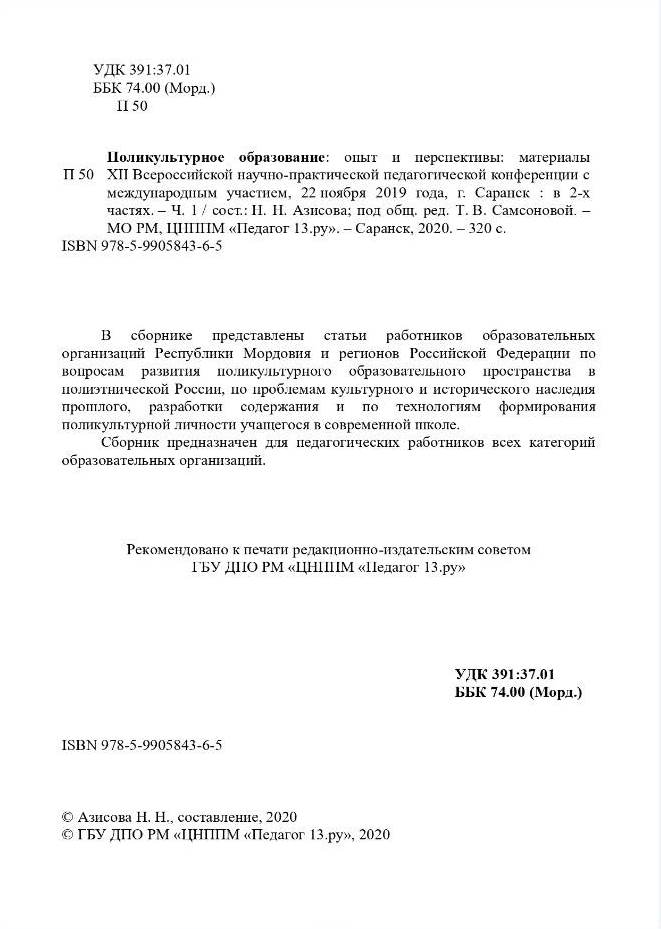 УДК 391:37.01
ББК 74.00 (Морд.)
П 50
Поликультурное образование: опыт и перспективы: материалы
П 50 XII Всероссийской научно-практической педагогической конференции с
международным участием, 22 ноября 2019 года, г. Саранск : в 2-х
частях. – Ч. 1 / сост.: Н. Н. Азисова; под общ. ред. Т. В. Самсоновой. –
МО РМ, ЦНППМ «Педагог 13.ру». – Саранск, 2020. – 320 с.
ISBN 978-5-9905843-6-5
В сборнике представлены статьи работников образовательных
организаций Республики Мордовия и регионов Российской Федерации по
вопросам развития поликультурного образовательного пространства в
полиэтнической России, по проблемам культурного и исторического наследия
прошлого, разработки содержания и по технологиям формирования
поликультурной личности учащегося в современной школе.
Сборник предназначен для педагогических работников всех категорий
образовательных организаций.
Рекомендовано к печати редакционно-издательским советом
ГБУ ДПО РМ «ЦНППМ «Педагог 13.ру»
УДК 391:37.01
ББК 74.00 (Морд.)
ISBN 978-5-9905843-6-5
© Азисова Н. Н., составление, 2020
© ГБУ ДПО РМ «ЦНППМ «Педагог 13.ру», 2020